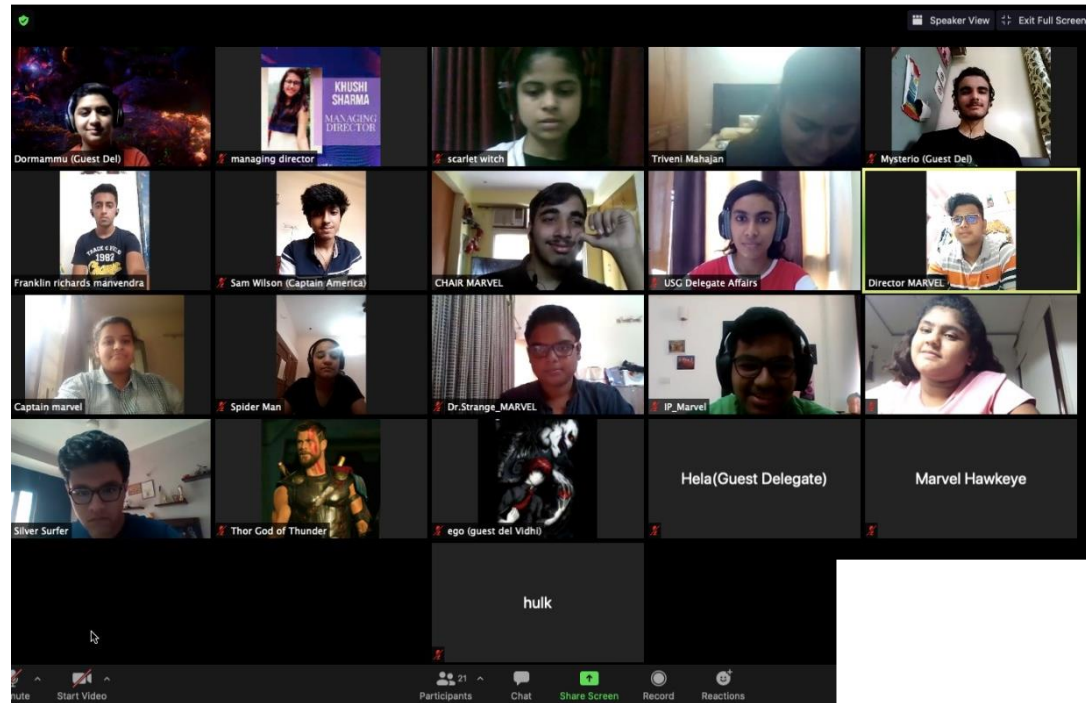 Speaker View
Exit Full Screen
KHUSHI
SHARMA
MANAGING
DIRECTOR
Dormammu (Guest Del)
managing director
scarlet witch
Triveni Mahajan
Mysterio (Guest Del)
TRACK & FIELD
1982
Franklin richards manvendra
Sam Wilson (Captain America)
CHAIR MARVEL
USG Delegate Affairs
Director MARVEL
Captain marvel
Spider Man
Dr.Strange_MARVEL
IP_Marvel
Hela(Guest Delegate)
Marvel Hawkeye
Silver Surfer
Thor God of Thunder
ego (guest del Vidhi)
hulk
nute
Start Video
21
Participants
Chat
Share Screen
Record
Reactions